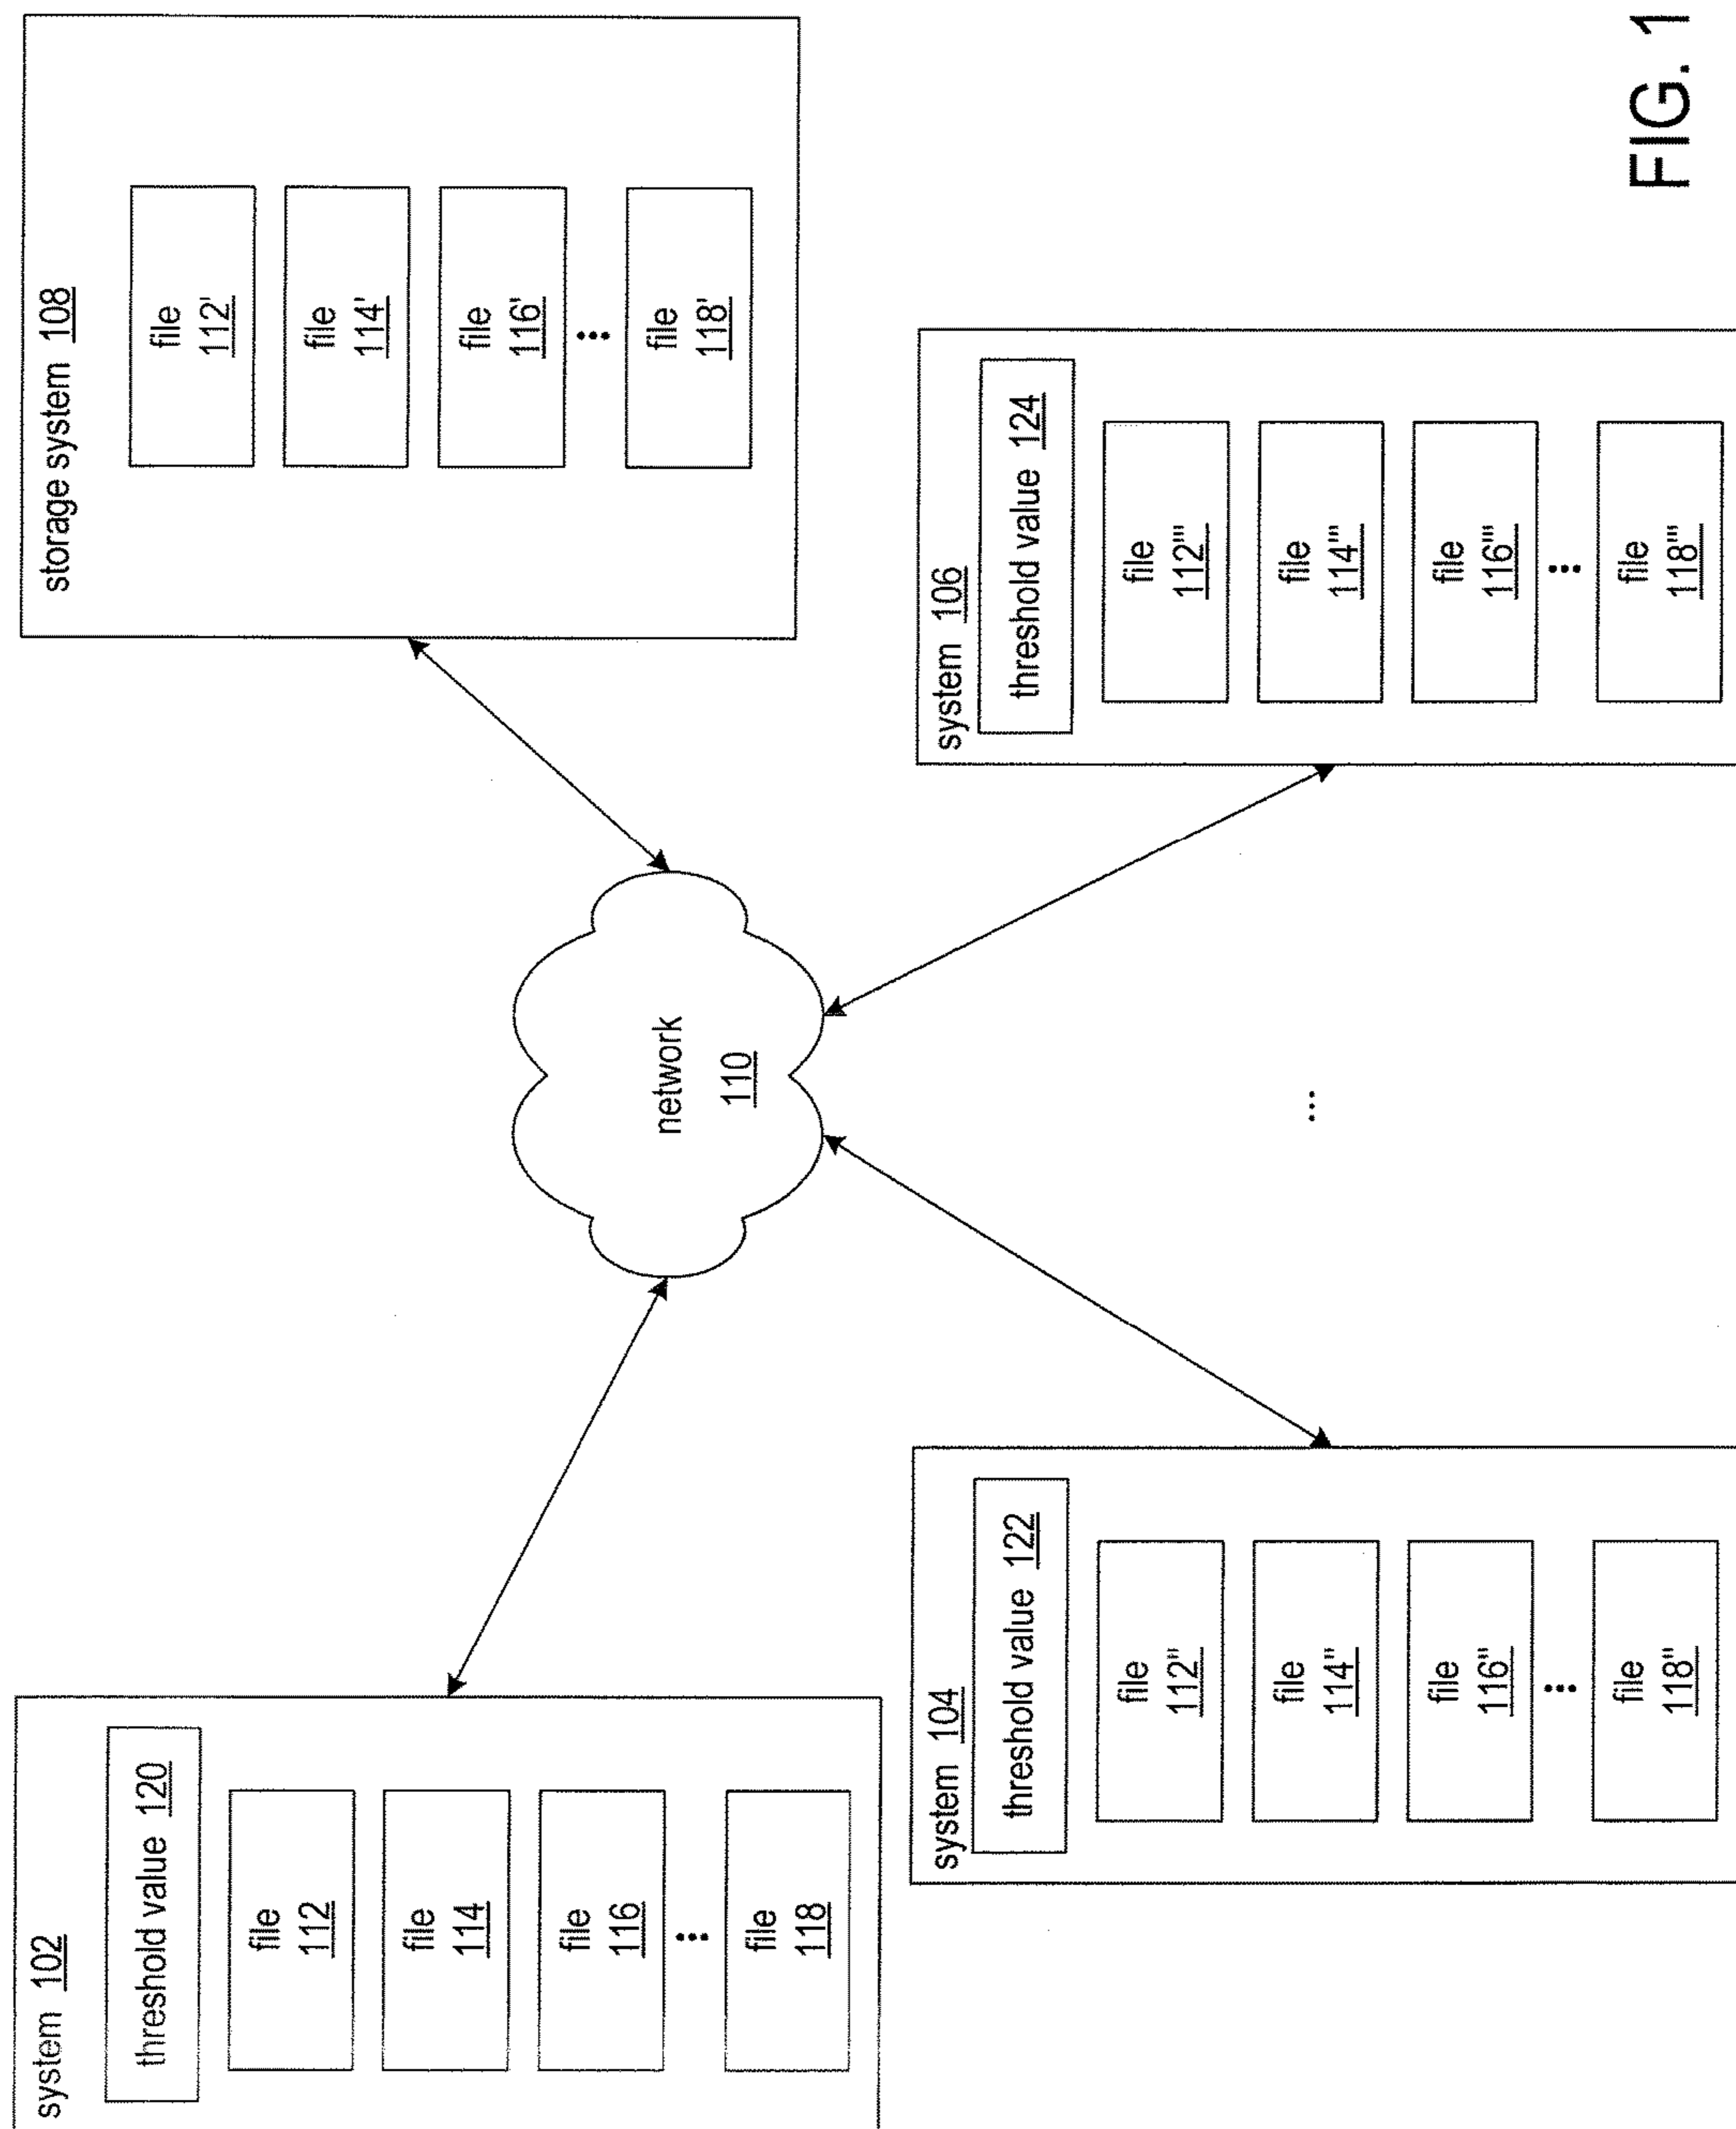 system 102
threshold value 120
file
112
file
114
file
116
...
file
118
storage system 108
file
112'
file
114'
file
116'
...
file
118'
network
110
system 104
threshold value 122
file
112"
file
114"
file
116"
...
file
118"
...
system 106
threshold value 124
file
112'''
file
114'''
file
116'''
...
file
118'''
FIG. 1